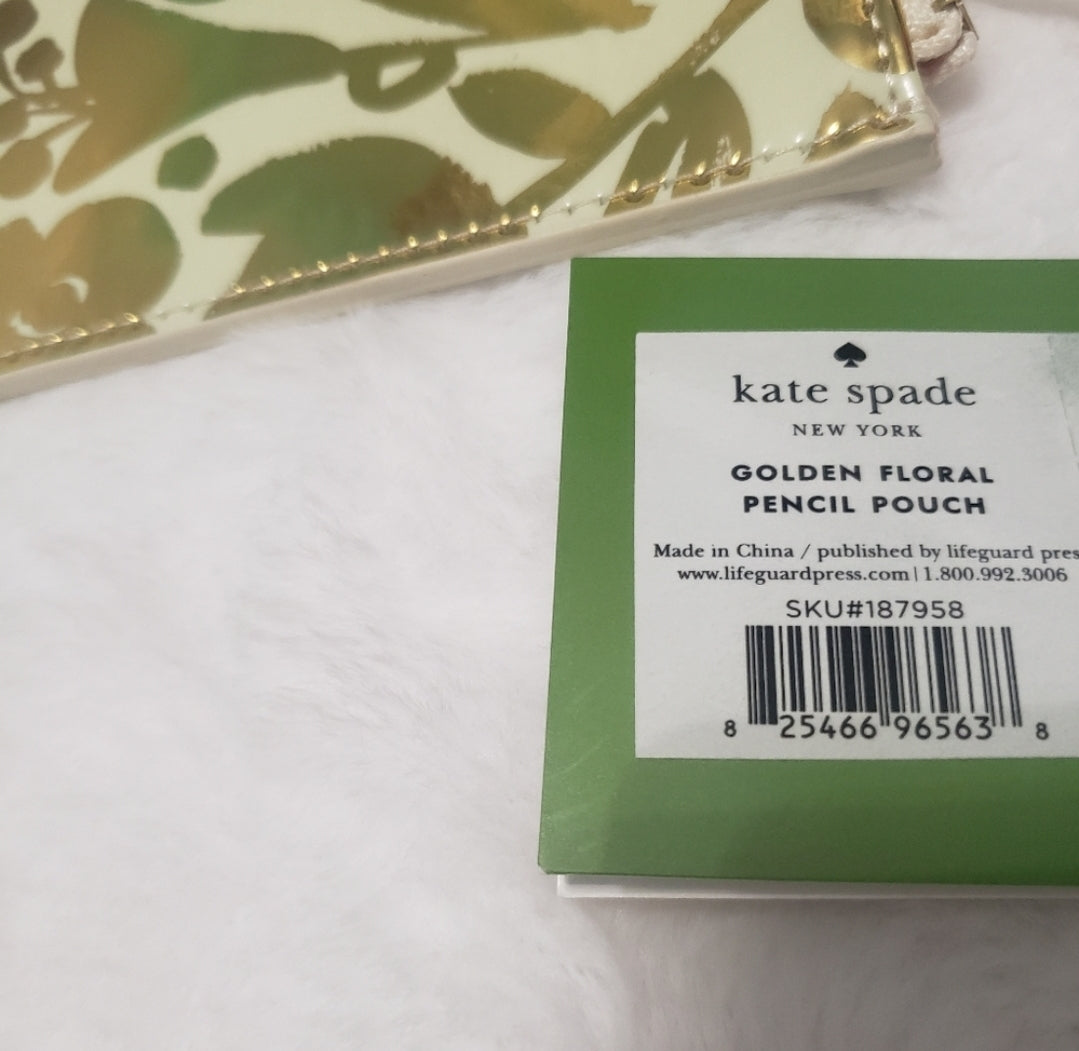 kate spade
NEW YORK
GOLDEN FLORAL
PENCIL POUCH
Made in China / published by lifeguard pres
www.lifeguardpress.com | 1.800.992.3006
SKU#187958
8 25466 96563 8